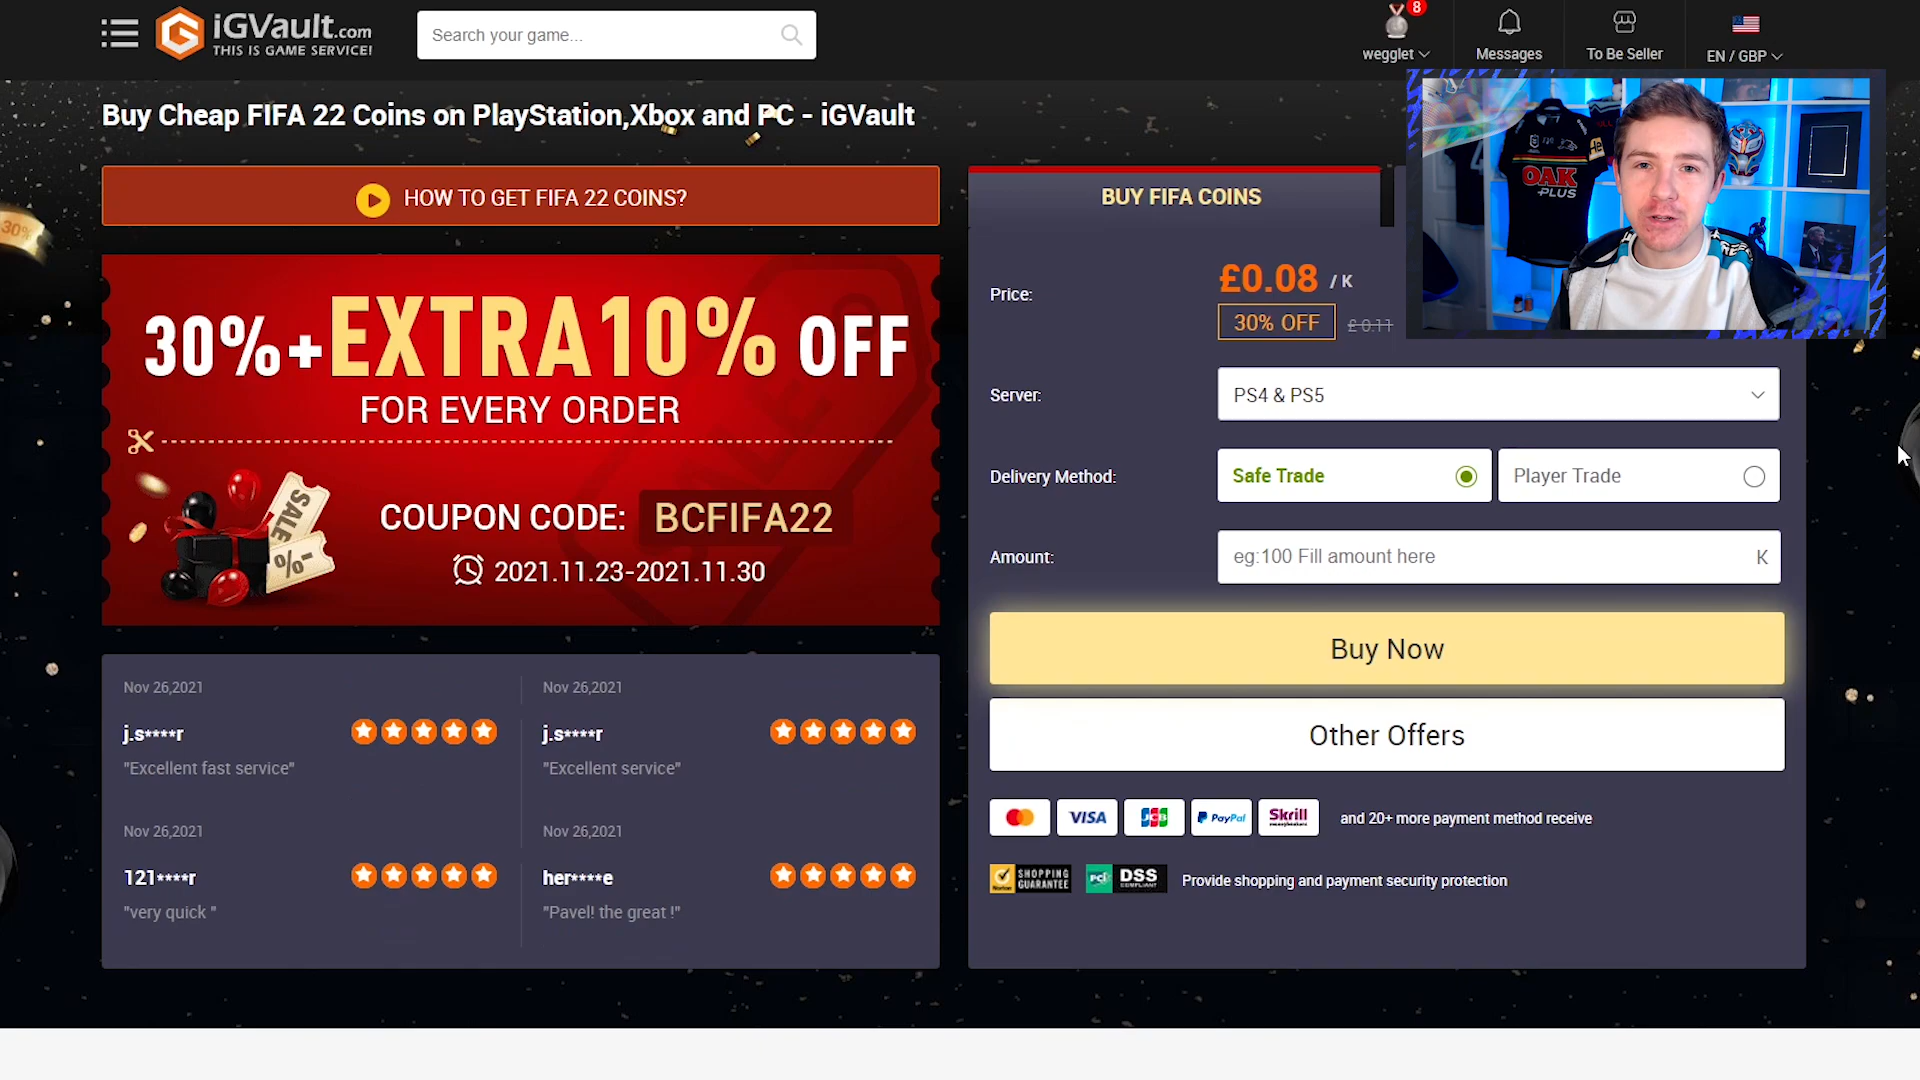 iGVault.com
THIS IS GAME SERVICE!
Search your game...
8
wegglet
Messages
To Be Seller
EN / GBP
Buy Cheap FIFA 22 Coins on PlayStation,Xbox and PC - iGVault
HOW TO GET FIFA 22 COINS?
30%
30%+EXTRA10% OFF
FOR EVERY ORDER
SALE
%
COUPON CODE: BCFIFA22
2021.11.23-2021.11.30
Nov 26,2021
j.s****r
"Excellent fast service"
Nov 26,2021
j.s****r
"Excellent service"
Nov 26,2021
121****r
"very quick "
Nov 26,2021
her****e
"Pavel! the great !"
BUY FIFA COINS
Price:
£0.08 / K
30% OFF £0.11
Server:
PS4 & PS5
Delivery Method:
Safe Trade
Player Trade
Amount:
eg:100 Fill amount here K
Buy Now
Other Offers
VISA
JCB
PayPal
Skrill
moneybookers
and 20+ more payment method receive
Norton
SHOPPING
GUARANTEE
PCI
DSS
COMPLIANT
Provide shopping and payment security protection
OAK
PLUS